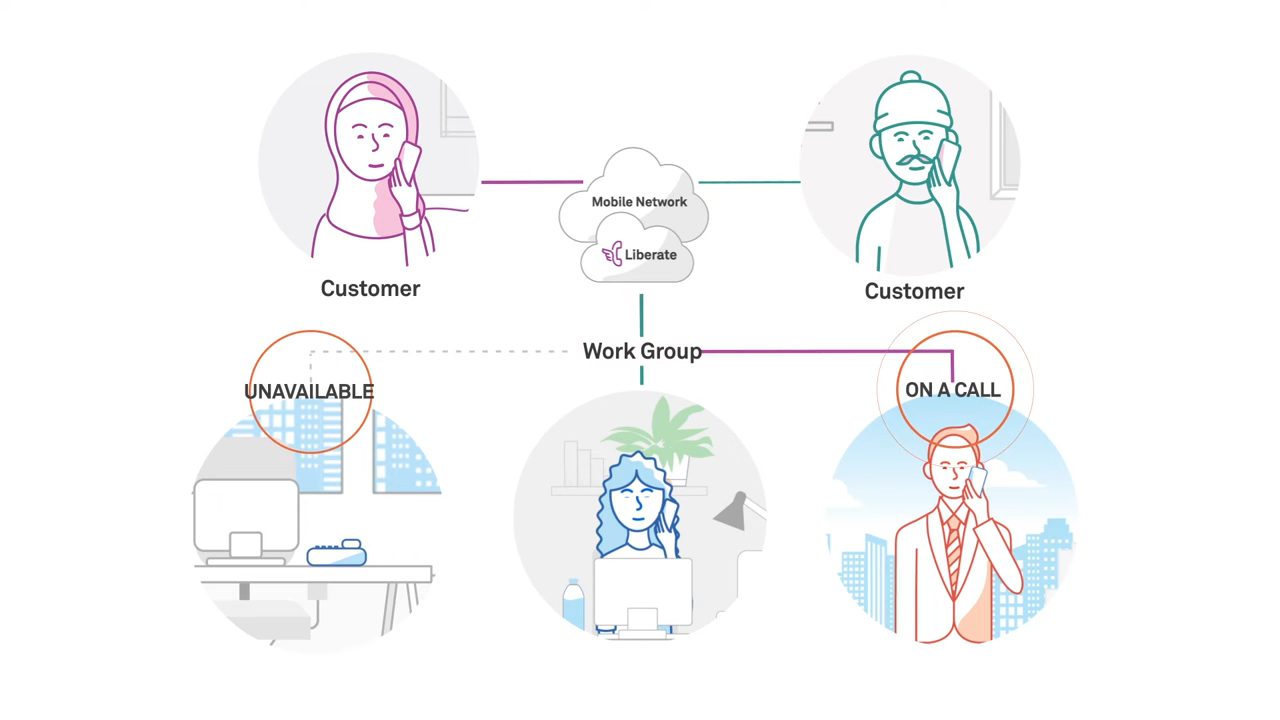 Mobile Network
Liberate
Customer
Customer
Work Group
UNAVAILABLE
ON A CALL